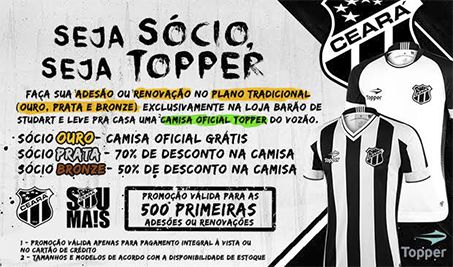 SEJA SÓCIO,
SEJA TOPPER
FAÇA SUA ADESÃO OU RENOVAÇÃO NO PLANO TRADICIONAL
(OURO, PRATA E BRONZE) EXCLUSIVAMENTE NA LOJA BARÃO DE
STUDART E LEVE PRA CASA UMA CAMISA OFICIAL TOPPER DO VOZÃO.
· SÓCIO OURO- CAMISA OFICIAL GRÁTIS
· SÓCIO PRATA - 70% DE DESCONTO NA CAMISA
· SÓCIO BRONZE- 50% DE DESCONTO NA CAMISA
PROMOÇÃO VÁLIDA PARA AS
500 PRIMEIRAS
ADESÕES OU RENOVAÇÕES
CEARÁ
SOU
MAIS
1 - PROMOÇÃO VÁLIDA APENAS PARA PAGAMENTO INTEGRAL À VISTA OU
NO CARTÃO DE CRÉDITO
2 - TAMANHOS E MODELOS DE ACORDO COM A DISPONIBILIDADE DE ESTOQUE
CEARÁ
Topper
Topper
Topper